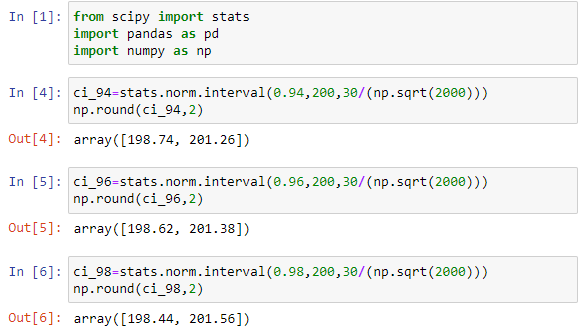 In [1]: from scipy import stats
import pandas as pd
import numpy as np
In [4]: ci_94=stats.norm.interval(0.94,200,30/(np.sqrt(2000)))
np.round(ci_94,2)
Out[4]: array([198.74, 201.26])
In [5]: ci_96=stats.norm.interval(0.96,200,30/(np.sqrt(2000)))
np.round(ci_96,2)
Out[5]: array([198.62, 201.38])
In [6]: ci_98=stats.norm.interval(0.98,200,30/(np.sqrt(2000)))
np.round(ci_98,2)
Out[6]: array([198.44, 201.56])